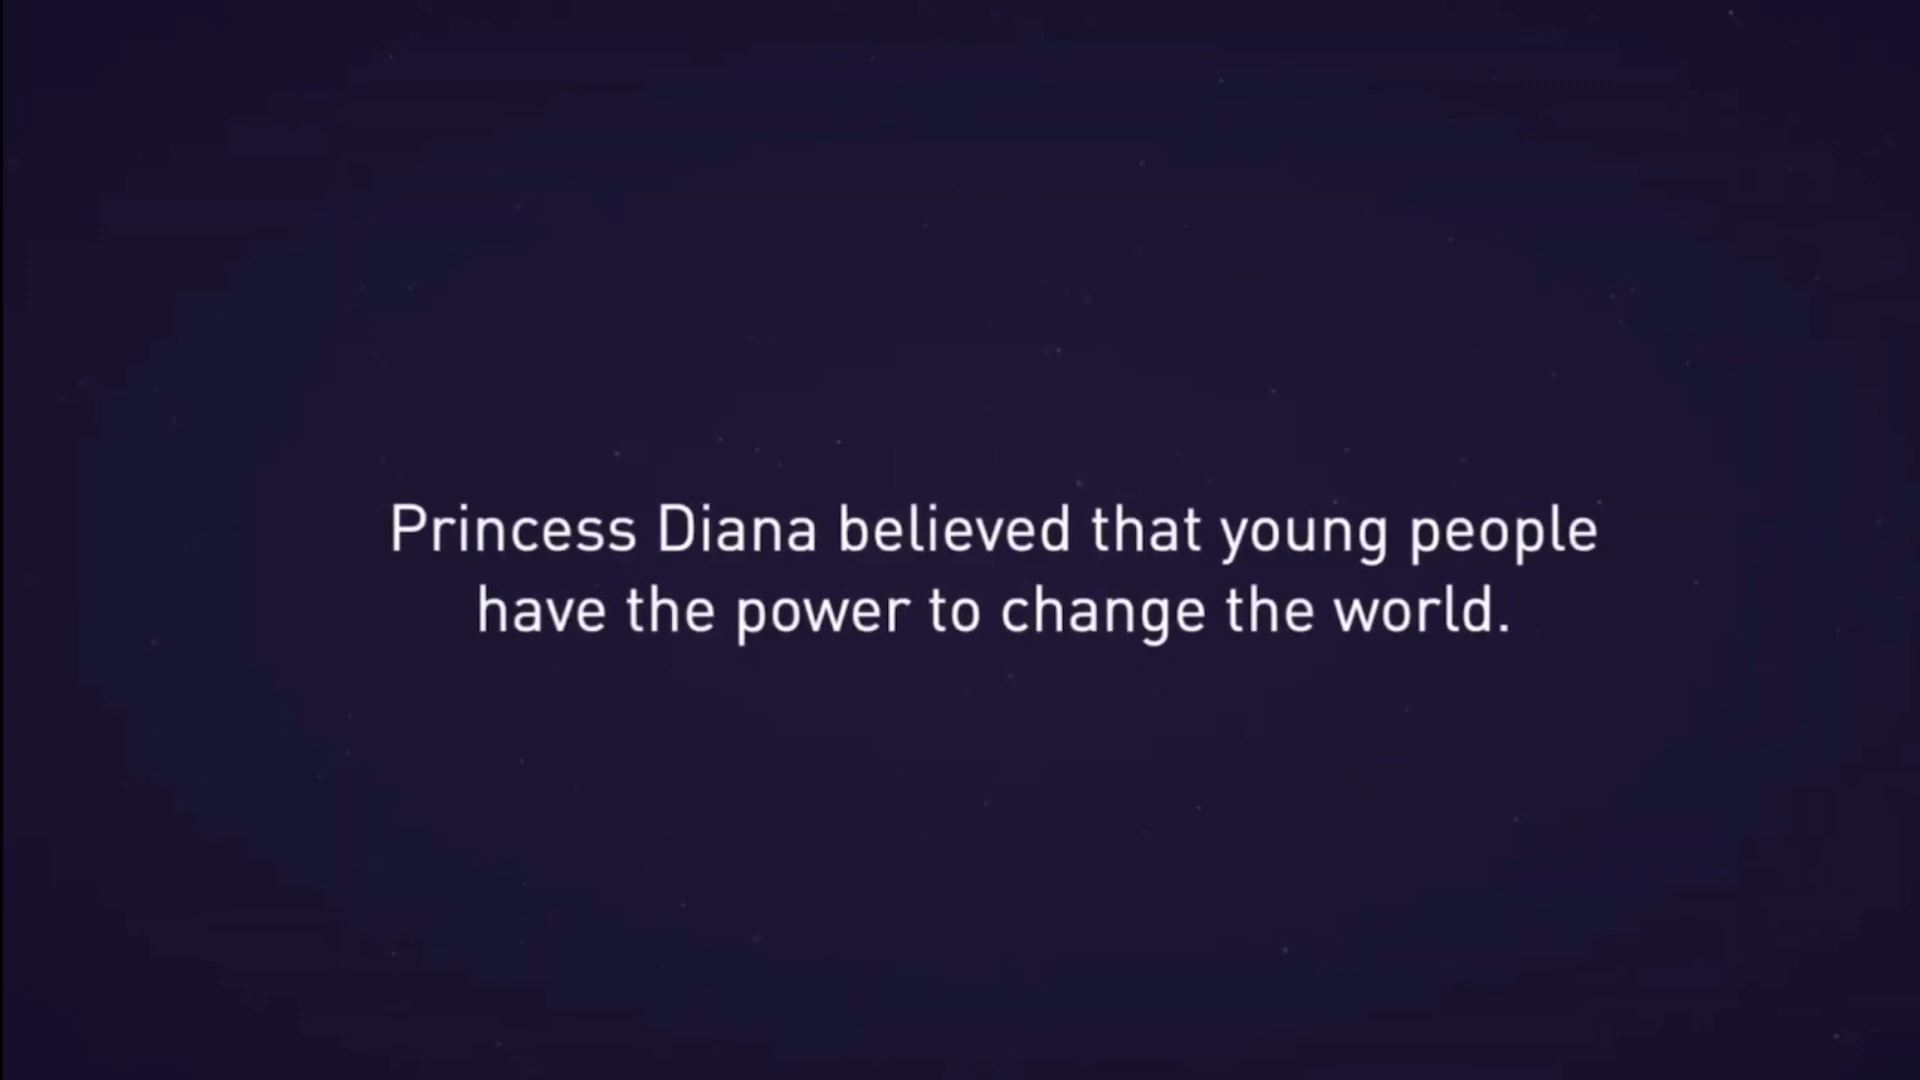 Princess Diana believed that young people
have the power to change the world.